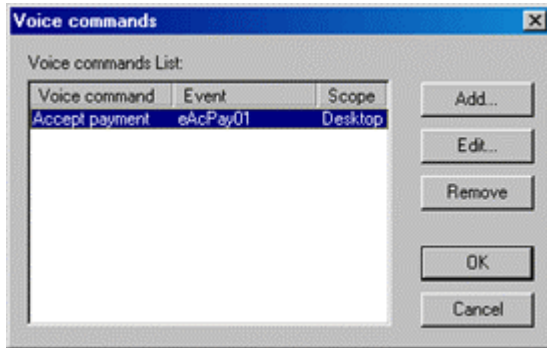 Voice commands
Voice commands List:
Voice command Event Scope
Accept payment eAcPay01 Desktop
Add...
Edit...
Remove
OK
Cancel